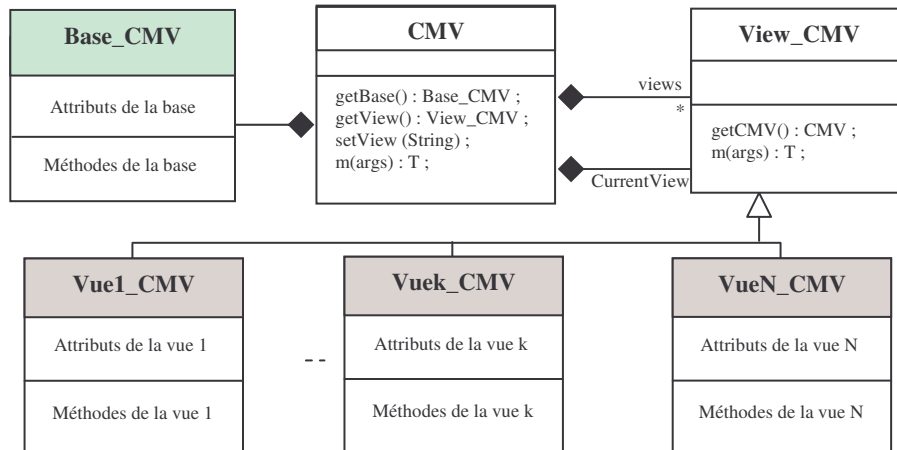 Base_CMV
Attributs de la base
Méthodes de la base
CMV
getBase() : Base_CMV ;
getView() : View_CMV ;
setView (String) ;
m(args) : T ;
views
*
CurrentView
View_CMV
getCMV() : CMV ;
m(args) : T ;
Vue1_CMV
Attributs de la vue 1
Méthodes de la vue 1
--
Vuek_CMV
Attributs de la vue k
Méthodes de la vue k
VueN_CMV
Attributs de la vue N
Méthodes de la vue N